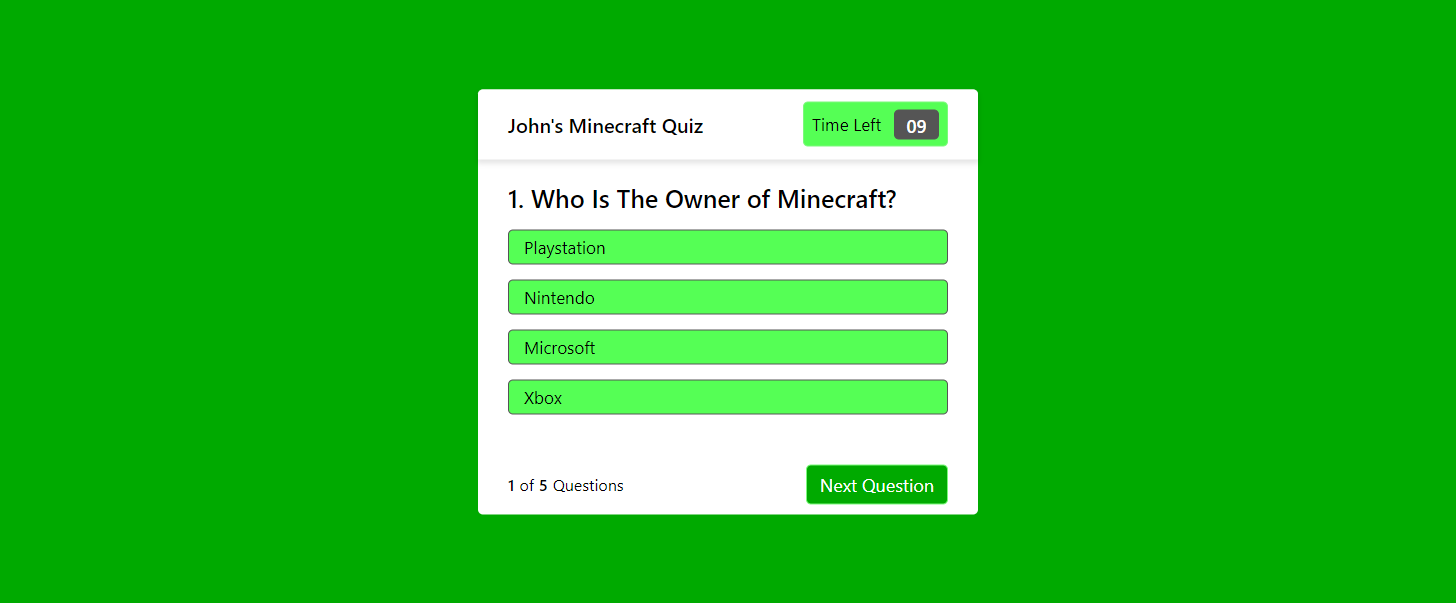 John's Minecraft Quiz
Time Left 09
1. Who Is The Owner of Minecraft?
Playstation
Nintendo
Microsoft
Xbox
1 of 5 Questions
Next Question